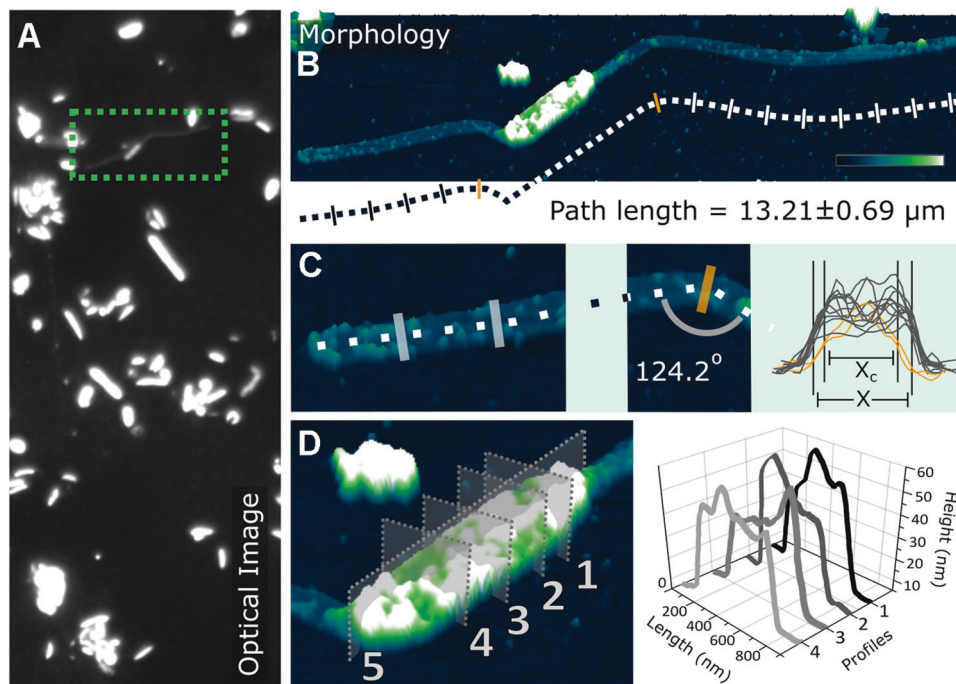 A
Optical Image
Morphology
B
Path length = 13.21±0.69 µm
C
124.2°
Xc
X
D
1
2
3
4
5
60
50
40
30
20
10
Height (nm)
0
200
400
600
800
Length (nm)
1
2
3
4
Profiles